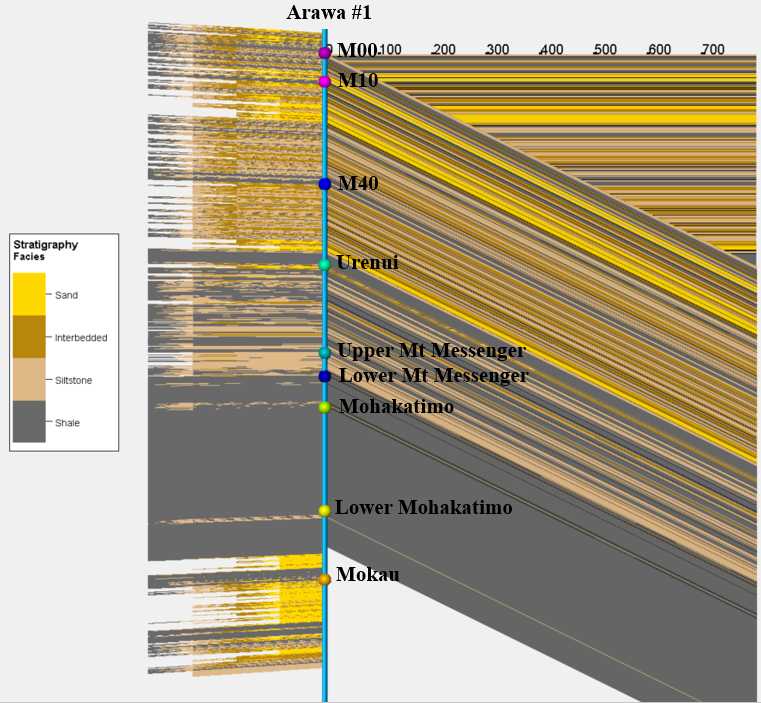 Arawa #1
M00 .100 .200 .300 .400 .500 .600 .700
M10
M40
Urenui
Upper Mt Messenger
Lower Mt Messenger
Mohakatimo
Lower Mohakatimo
Mokau
Stratigraphy
Facies
Sand
Interbedded
Siltstone
Shale